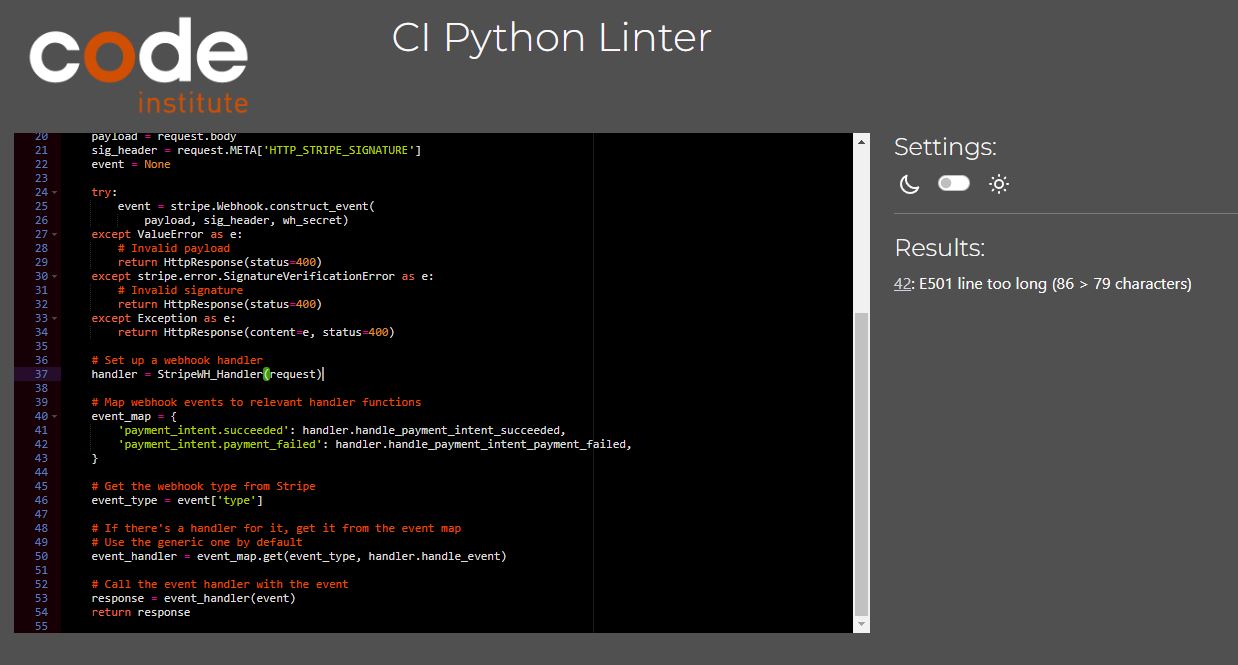 code
institute
CI Python Linter
20 payload = request.body
21 sig_header = request.META['HTTP_STRIPE_SIGNATURE']
22 event = None
23
24 try:
25 event = stripe.Webhook.construct_event(
26 payload, sig_header, wh_secret)
27 except ValueError as e:
28 # Invalid payload
29 return HttpResponse(status=400)
30 except stripe.error.SignatureVerificationError as e:
31 # Invalid signature
32 return HttpResponse(status=400)
33 except Exception as e:
34 return HttpResponse(content=e, status=400)
35
36 # Set up a webhook handler
37 handler = StripeWH_Handler(request)
38
39 # Map webhook events to relevant handler functions
40 event_map = {
41 'payment_intent.succeeded': handler.handle_payment_intent_succeeded,
42 'payment_intent.payment_failed': handler.handle_payment_intent_payment_failed,
43 }
44
45 # Get the webhook type from Stripe
46 event_type = event['type']
47
48 # If there's a handler for it, get it from the event map
49 # Use the generic one by default
50 event_handler = event_map.get(event_type, handler.handle_event)
51
52 # Call the event handler with the event
53 response = event_handler(event)
54 return response
55
Settings:
Results:
42: E501 line too long (86 > 79 characters)